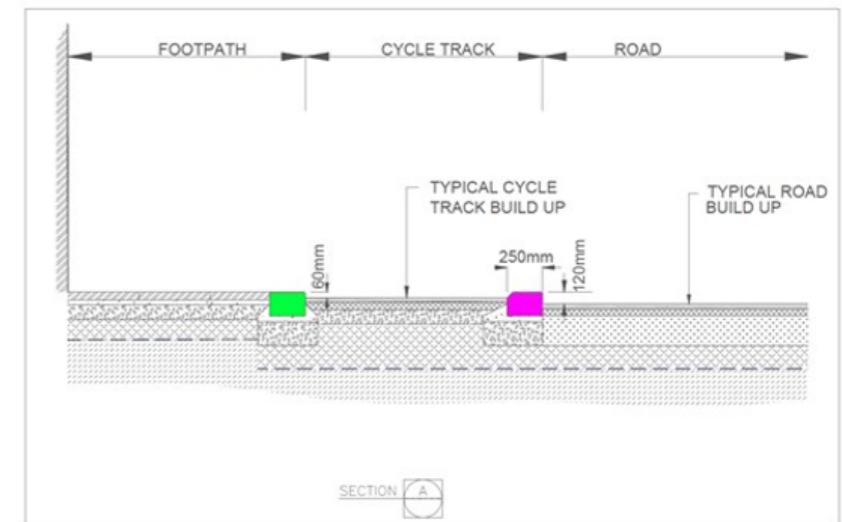 FOOTPATH
CYCLE TRACK
ROAD
TYPICAL CYCLE
TRACK BUILD UP
TYPICAL ROAD
BUILD UP
60mm
250mm
120mm
SECTION A